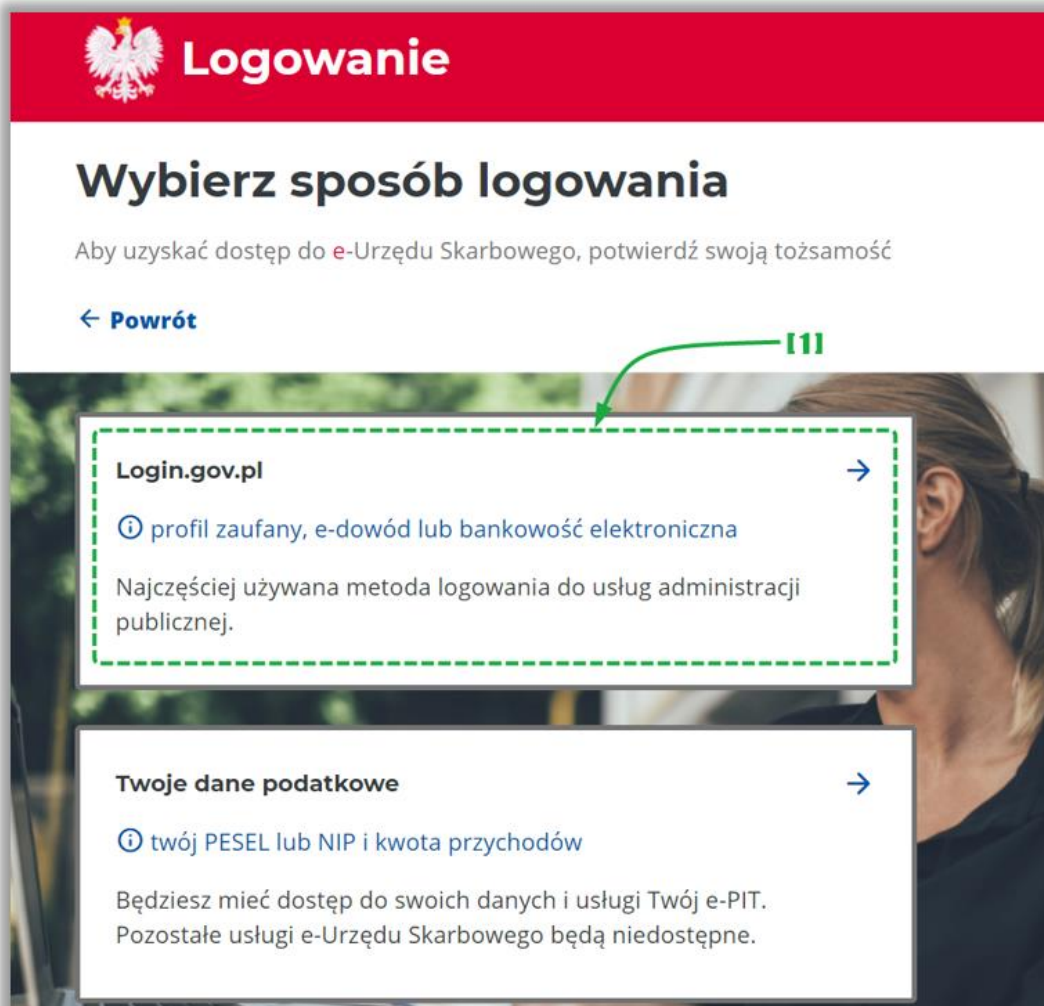 Logowanie
Wybierz sposób logowania
Aby uzyskać dostęp do e-Urzędu Skarbowego, potwierdź swoją tożsamość
← Powrót
[1]
Login.gov.pl
profil zaufany, e-dowód lub bankowość elektroniczna
Najczęściej używana metoda logowania do usług administracji
publicznej.
Twoje dane podatkowe
twój PESEL lub NIP i kwota przychodów
Będziesz mieć dostęp do swoich danych i usługi Twój e-PIT.
Pozostałe usługi e-Urzędu Skarbowego będą niedostępne.